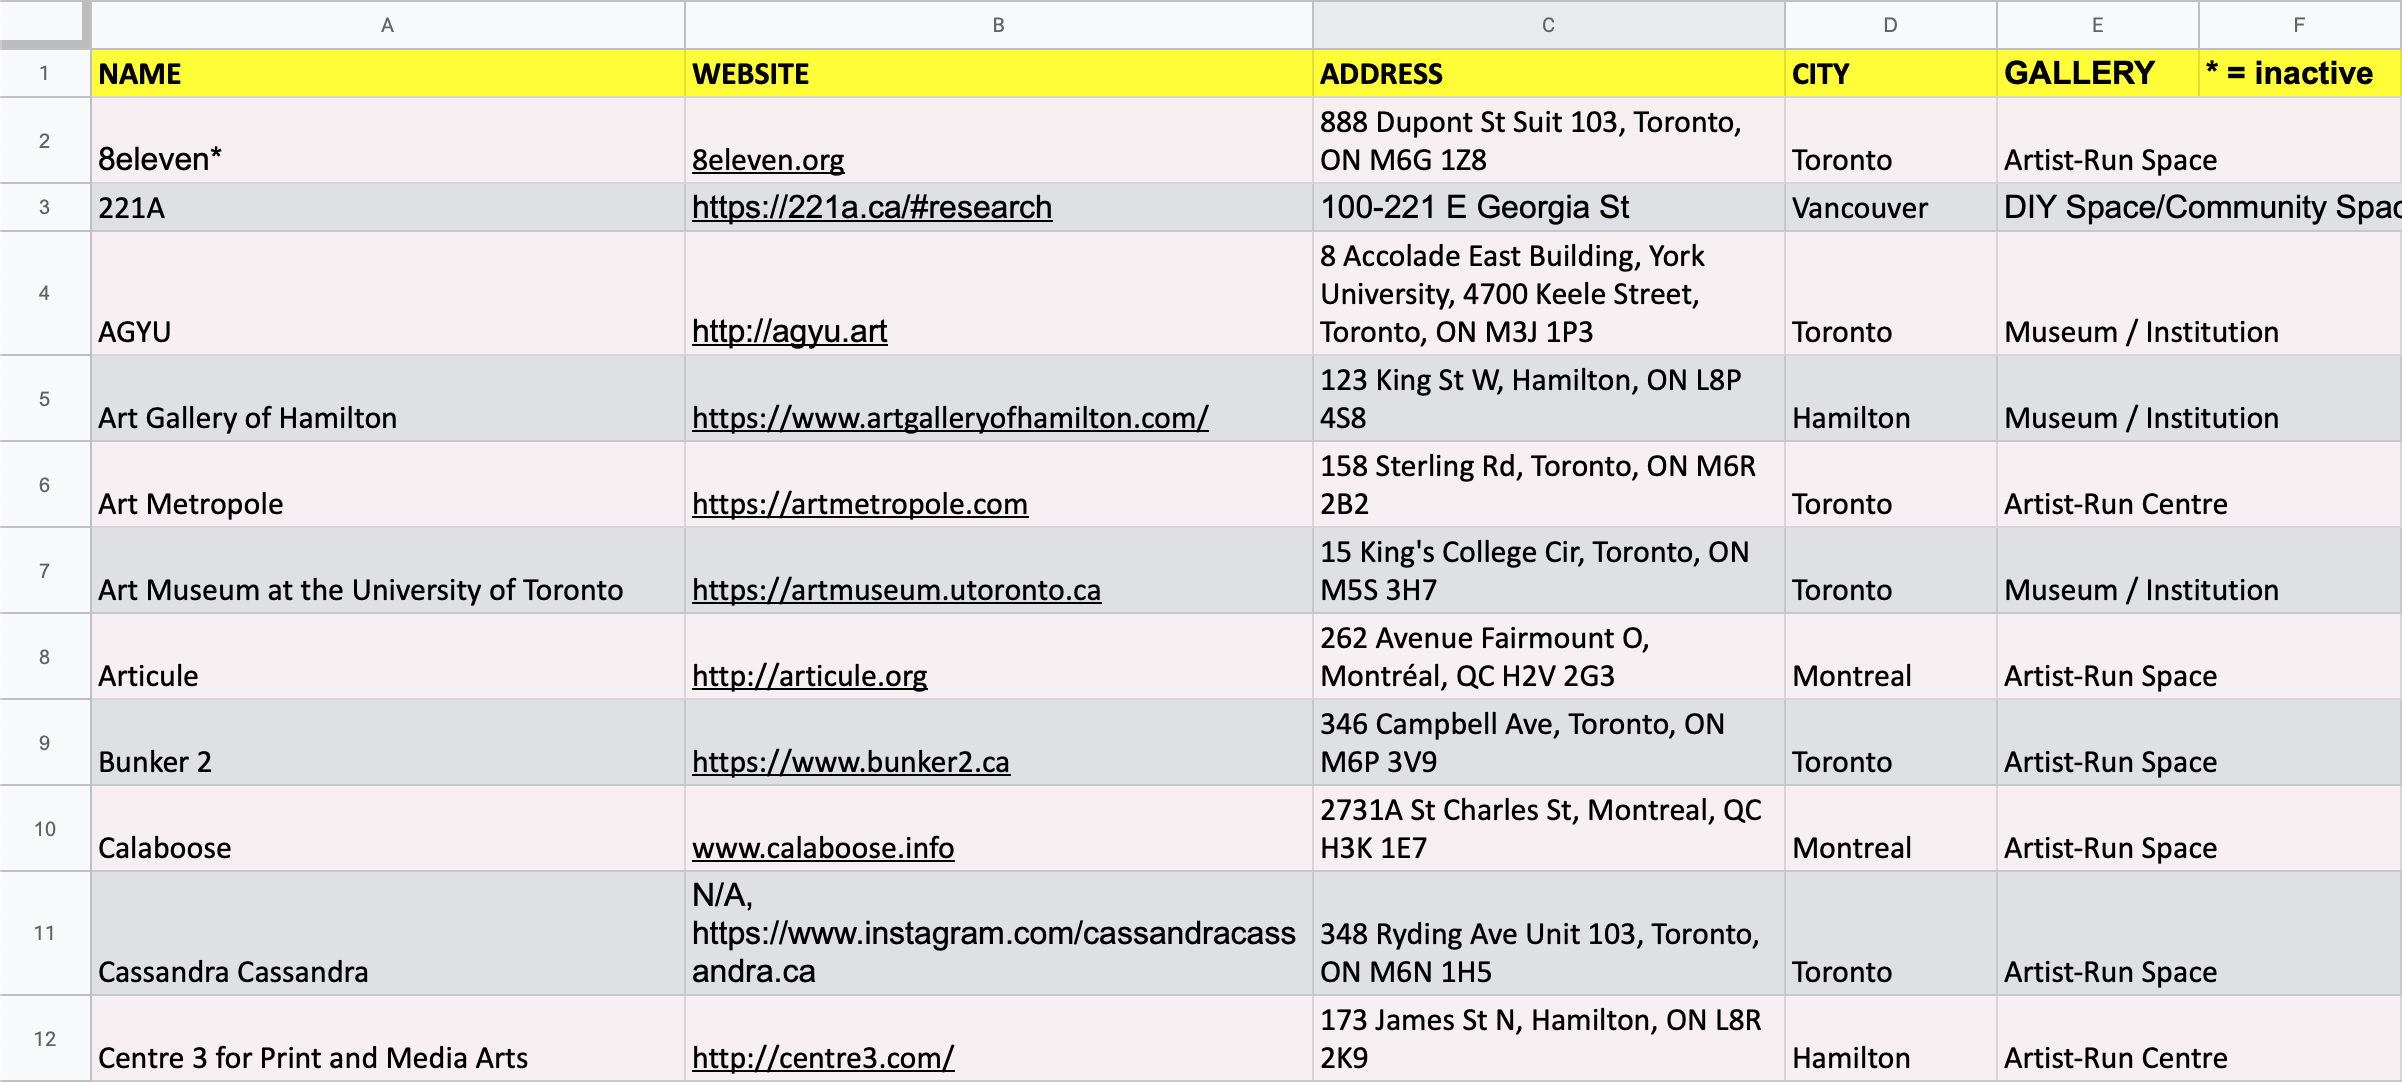 A B C D E F
1 NAME WEBSITE ADDRESS CITY GALLERY * = inactive
888 Dupont St Suit 103, Toronto,
2 8eleven* 8eleven.org ON M6G 1Z8 Toronto Artist-Run Space
3 221A https://221a.ca/#research 100-221 E Georgia St Vancouver DIY Space/Community Spac
8 Accolade East Building, York
4 University, 4700 Keele Street,
AGYU http://agyu.art Toronto, ON M3J 1P3 Toronto Museum / Institution
123 King St W, Hamilton, ON L8P
5 Art Gallery of Hamilton https://www.artgalleryofhamilton.com/ 4S8 Hamilton Museum / Institution
158 Sterling Rd, Toronto, ON M6R
6 Art Metropole https://artmetropole.com 2B2 Toronto Artist-Run Centre
15 King's College Cir, Toronto, ON
7 Art Museum at the University of Toronto https://artmuseum.utoronto.ca M5S 3H7 Toronto Museum / Institution
262 Avenue Fairmount O,
8 Articule http://articule.org Montréal, QC H2V 2G3 Montreal Artist-Run Space
346 Campbell Ave, Toronto, ON
9 Bunker 2 https://www.bunker2.ca M6P 3V9 Toronto Artist-Run Space
2731A St Charles St, Montreal, QC
10 Calaboose www.calaboose.info H3K 1E7 Montreal Artist-Run Space
N/A,
11 https://www.instagram.com/cassandracass 348 Ryding Ave Unit 103, Toronto,
Cassandra Cassandra andra.ca ON M6N 1H5 Toronto Artist-Run Space
173 James St N, Hamilton, ON L8R
12 Centre 3 for Print and Media Arts http://centre3.com/ 2K9 Hamilton Artist-Run Centre